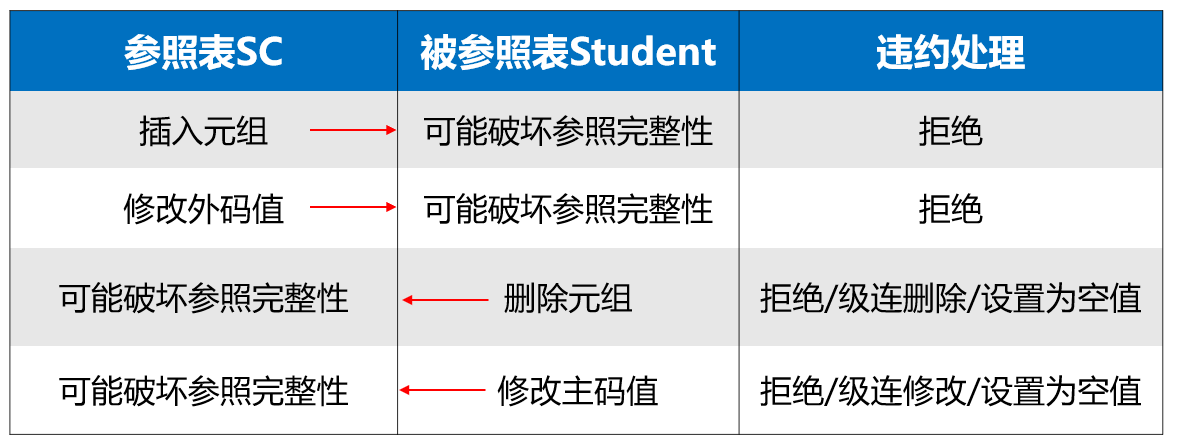 参照表SC 被参照表Student 违约处理
插入元组 可能破坏参照完整性 拒绝
修改外码值 可能破坏参照完整性 拒绝
可能破坏参照完整性 删除元组 拒绝/级连删除/设置为空值
可能破坏参照完整性 修改主码值 拒绝/级连修改/设置为空值